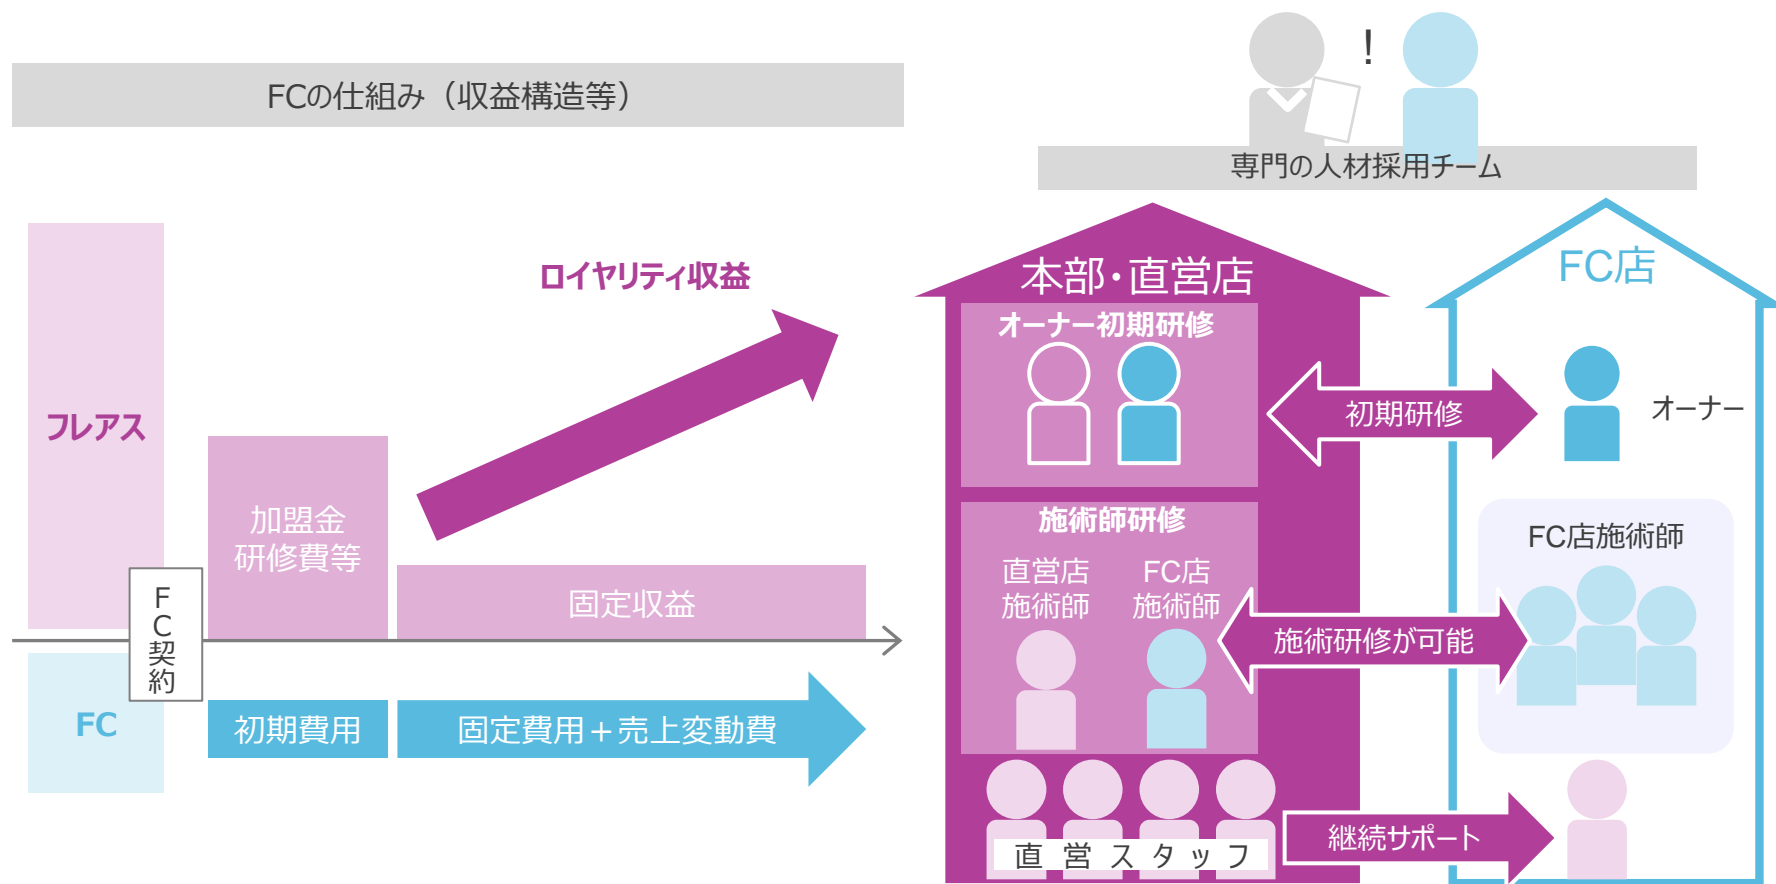 FCの仕組み（収益構造等）
フレアス
ロイヤリティ収益
加盟金
研修費等
固定収益
FC契約
FC
初期費用
固定費用＋売上変動費
！
専門の人材採用チーム
本部・直営店
オーナー初期研修
施術師研修
直営店
施術師
FC店
施術師
直営スタッフ
初期研修
施術研修が可能
継続サポート
FC店
オーナー
FC店施術師